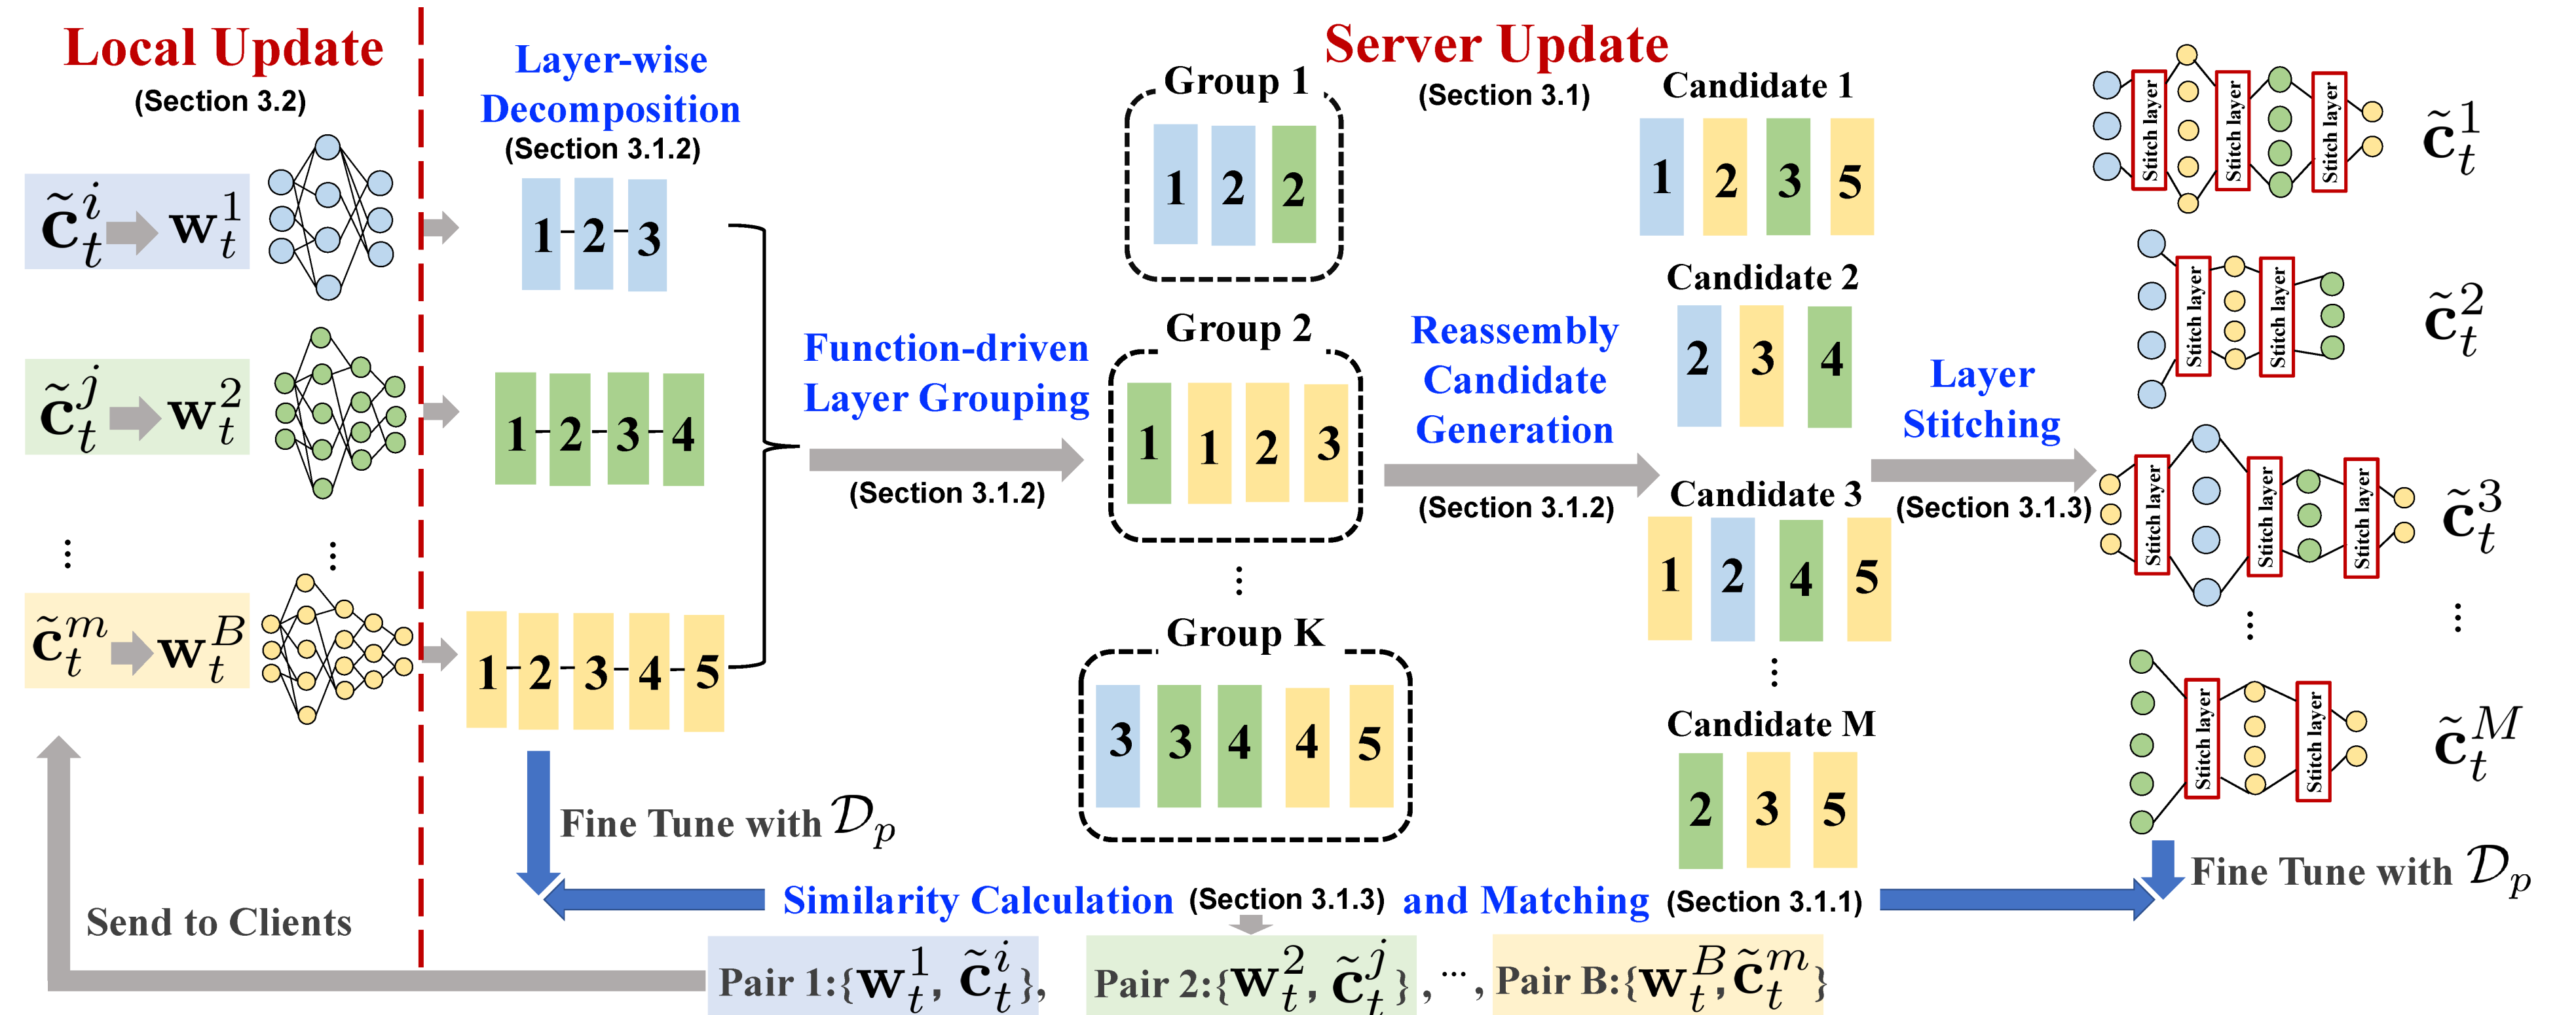 Local Update
(Section 3.2)
c̃_t^i → w_t^1
c̃_t^j → w_t^2
⋮ ⋮
c̃_t^m → w_t^B
Send to Clients
Layer-wise
Decomposition
(Section 3.1.2)
1-2-3
1-2-3-4
1-2-3-4-5
Fine Tune with 𝒟_p
Function-driven
Layer Grouping
(Section 3.1.2)
Server Update
(Section 3.1)
Group 1
1 2 2
Group 2
1 1 2 3
⋮
Group K
3 3 4 4 5
Reassembly
Candidate
Generation
(Section 3.1.2)
Candidate 1
1 2 3 5
Candidate 2
2 3 4
Candidate 3
1 2 4 5
⋮
Candidate M
2 3 5
Layer
Stitching
(Section 3.1.3)
Stitch layer Stitch layer Stitch layer c̃_t^1
Stitch layer Stitch layer c̃_t^2
Stitch layer Stitch layer Stitch layer c̃_t^3
⋮ ⋮
Stitch layer Stitch layer c̃_t^M
Fine Tune with 𝒟_p
Similarity Calculation (Section 3.1.3) and Matching (Section 3.1.1)
Pair 1:{w_t^1, c̃_t^i}, Pair 2:{w_t^2, c̃_t^j}, ..., Pair B:{w_t^B, c̃_t^m}